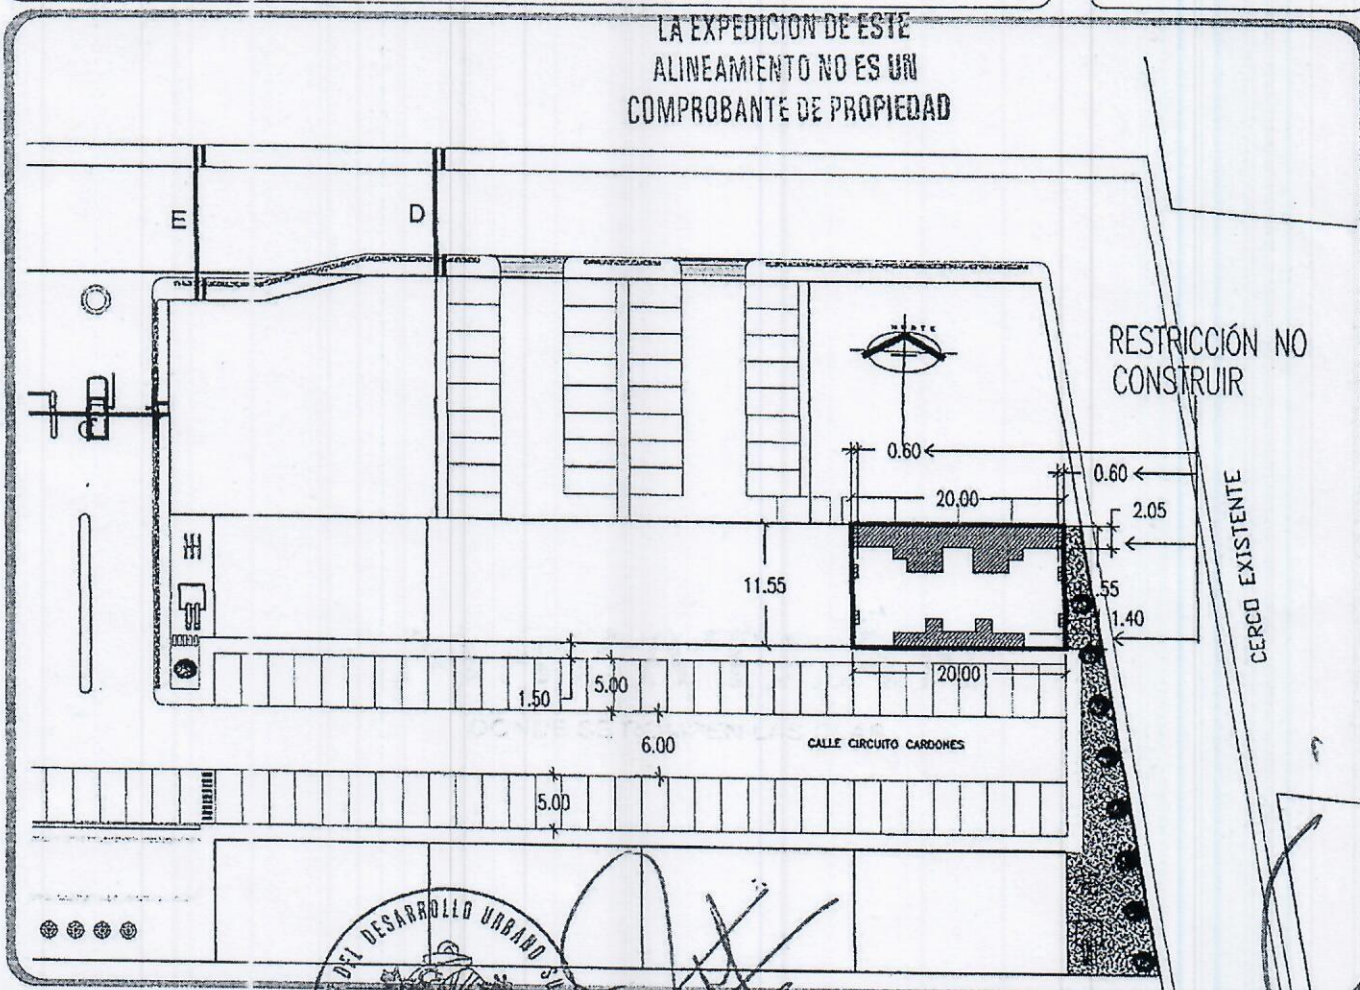 LA EXPEDICION DE ESTE
ALINEAMIENTO NO ES UN
COMPROBANTE DE PROPIEDAD
E
D
NORTE
RESTRICCIÓN NO
CONSTRUIR
0.60
0.60
20.00
2.05
11.55
.55
1.40
CERCO EXISTENTE
20.00
1.50
5.00
6.00
CALLE CIRCUITO CARDONES
5.00
DEL DESARROLLO URBANO